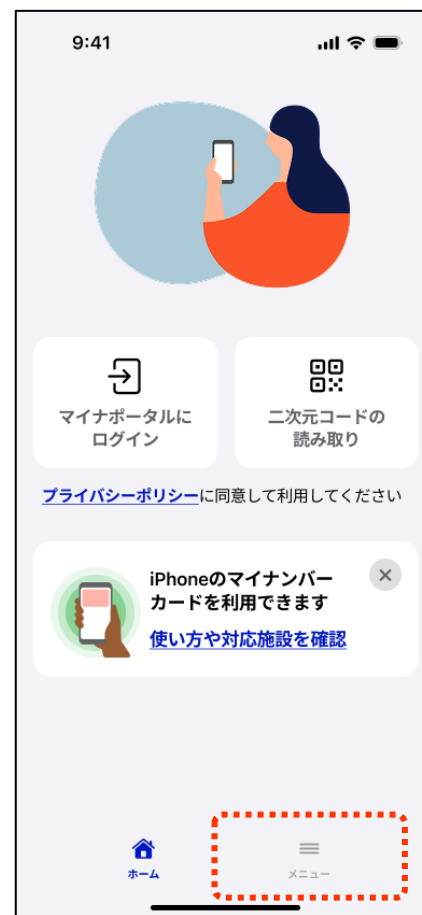 9:41
マイナポータルに
ログイン
二次元コードの
読み取り
プライバシーポリシーに同意して利用してください
iPhoneのマイナンバー
カードを利用できます
使い方や対応施設を確認
ホーム
メニュー